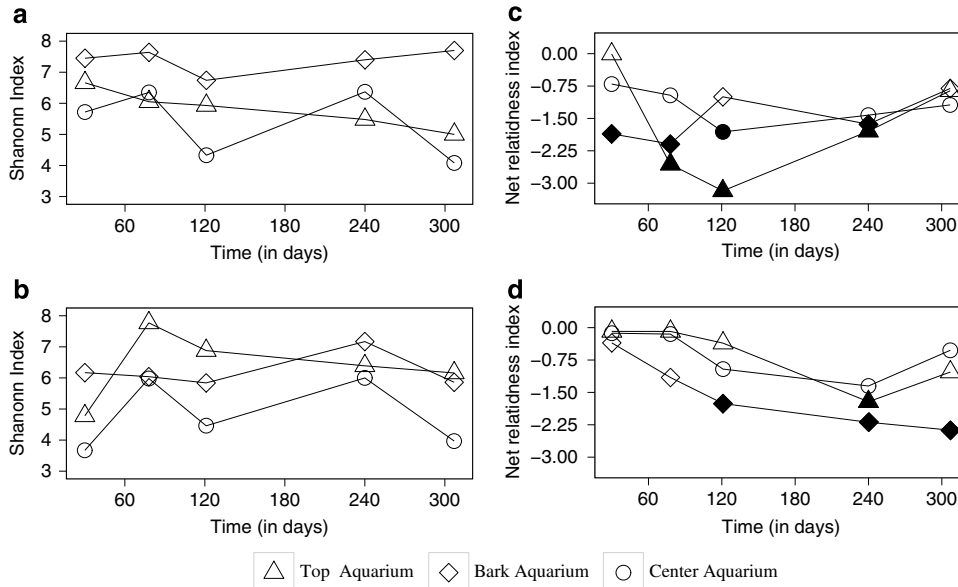 a
8
7
6
5
4
3
Shanonn Index
60 120 180 240 300
Time (in days)
c
0.00
−0.75
−1.50
−2.25
−3.00
Net relatidness index
60 120 180 240 300
Time (in days)
b
8
7
6
5
4
3
Shanonn Index
60 120 180 240 300
Time (in days)
d
0.00
−0.75
−1.50
−2.25
−3.00
Net relatidness index
60 120 180 240 300
Time (in days)
Top Aquarium Bark Aquarium Center Aquarium